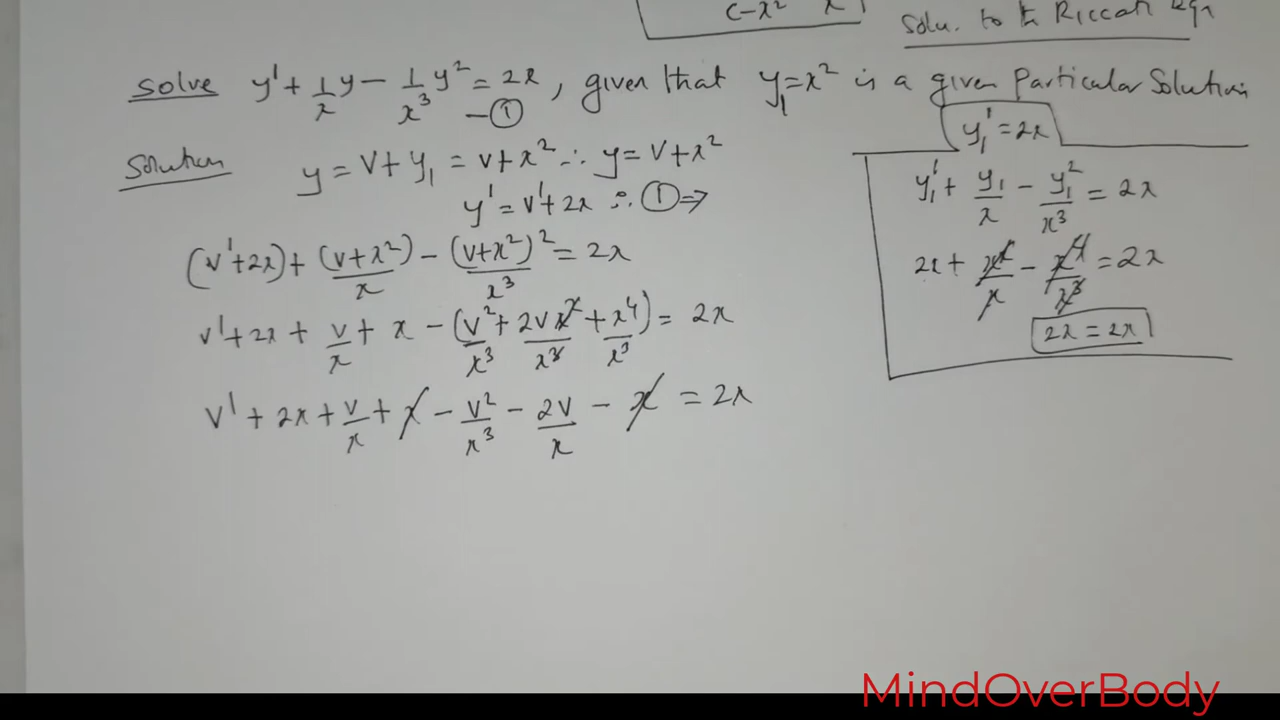 c-x² x
Solu. to the Riccati Eqn
Solve y' + 1/x y - 1/x³ y² = 2x, given that y₁=x² is a given Particular Solution
-①
y₁' = 2x
Solution y = v + y₁ = v+x² ∴ y = v+x²
y' = v'+2x ∴ ① ⇒
y₁' + y₁/x - y₁²/x³ = 2x
(v'+2x) + (v+x²)/x - (v+x²)²/x³ = 2x
2x + x²/x - x⁴/x³ = 2x
v'+2x + v/x + x - (v²/x³ + 2vx²/x³ + x⁴/x³) = 2x
2x = 2x
v' + 2x + v/x + x - v²/x³ - 2v/x - x = 2x
MindOverBody